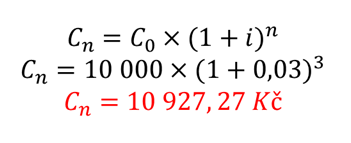 Cₙ = C₀ × (1 + i)ⁿ
Cₙ = 10 000 × (1 + 0,03)³
Cₙ = 10 927,27 Kč